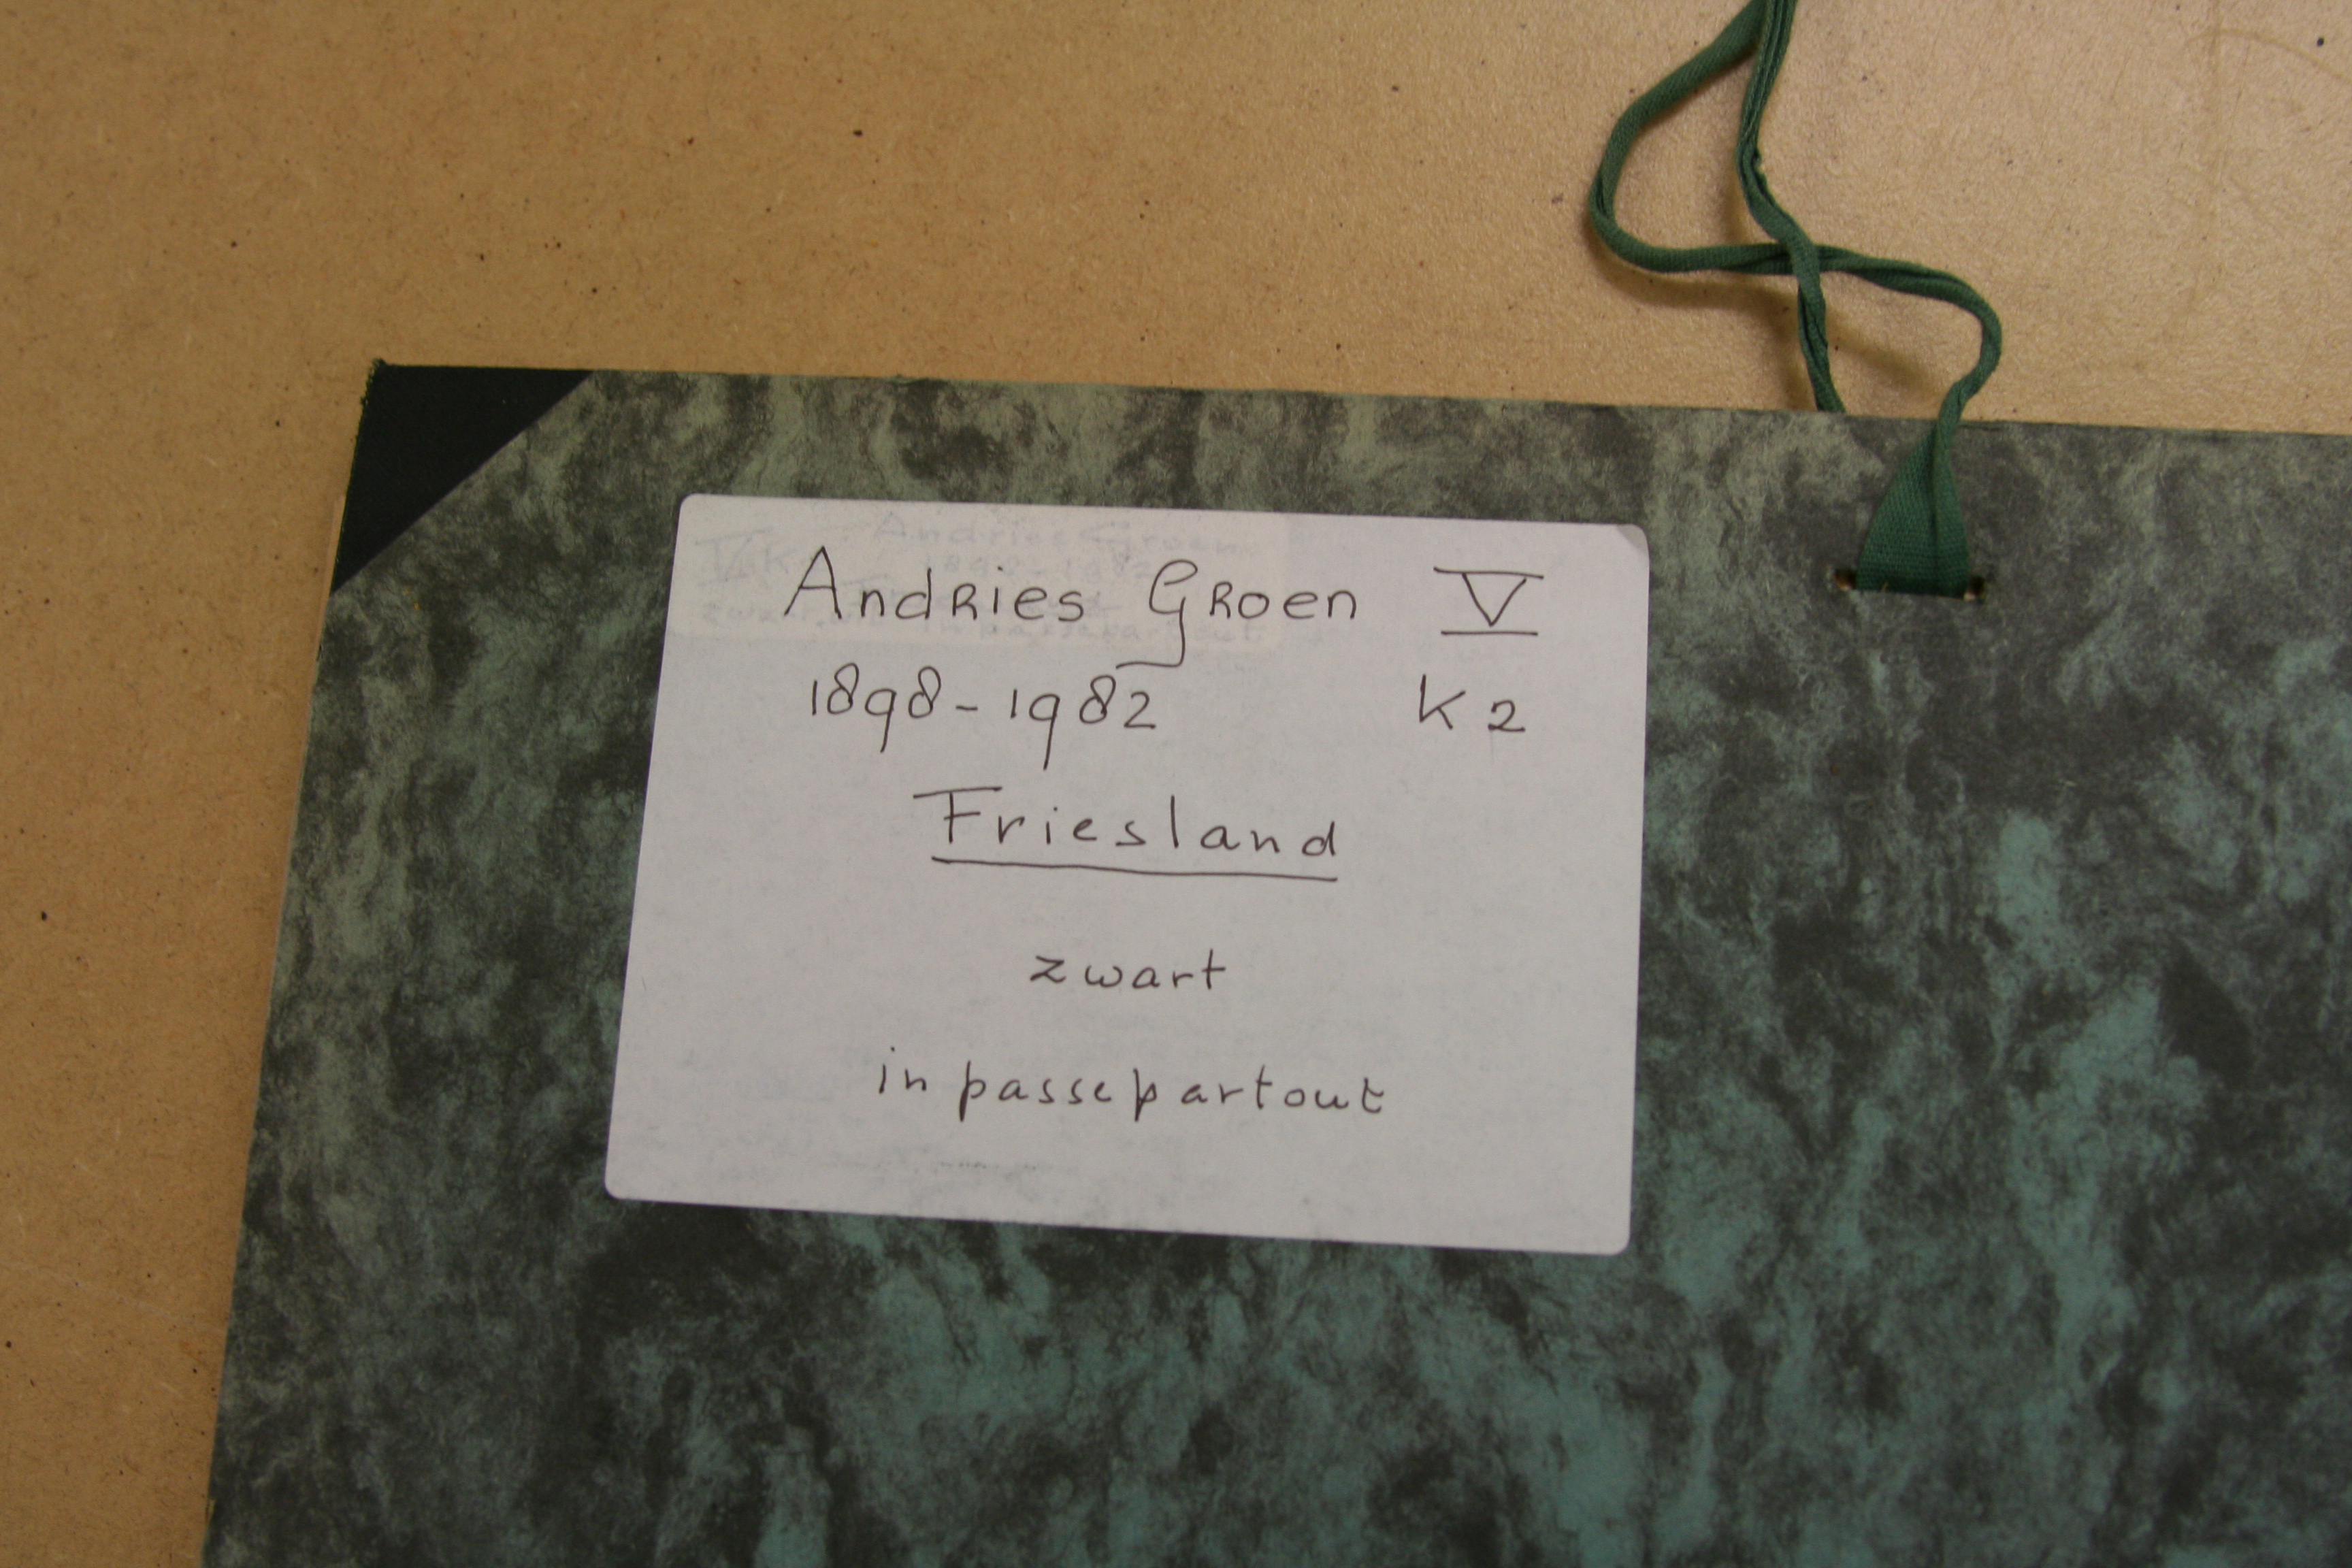 Andries Groen V
1898-1982 K2
Friesland
zwart
in passepartout